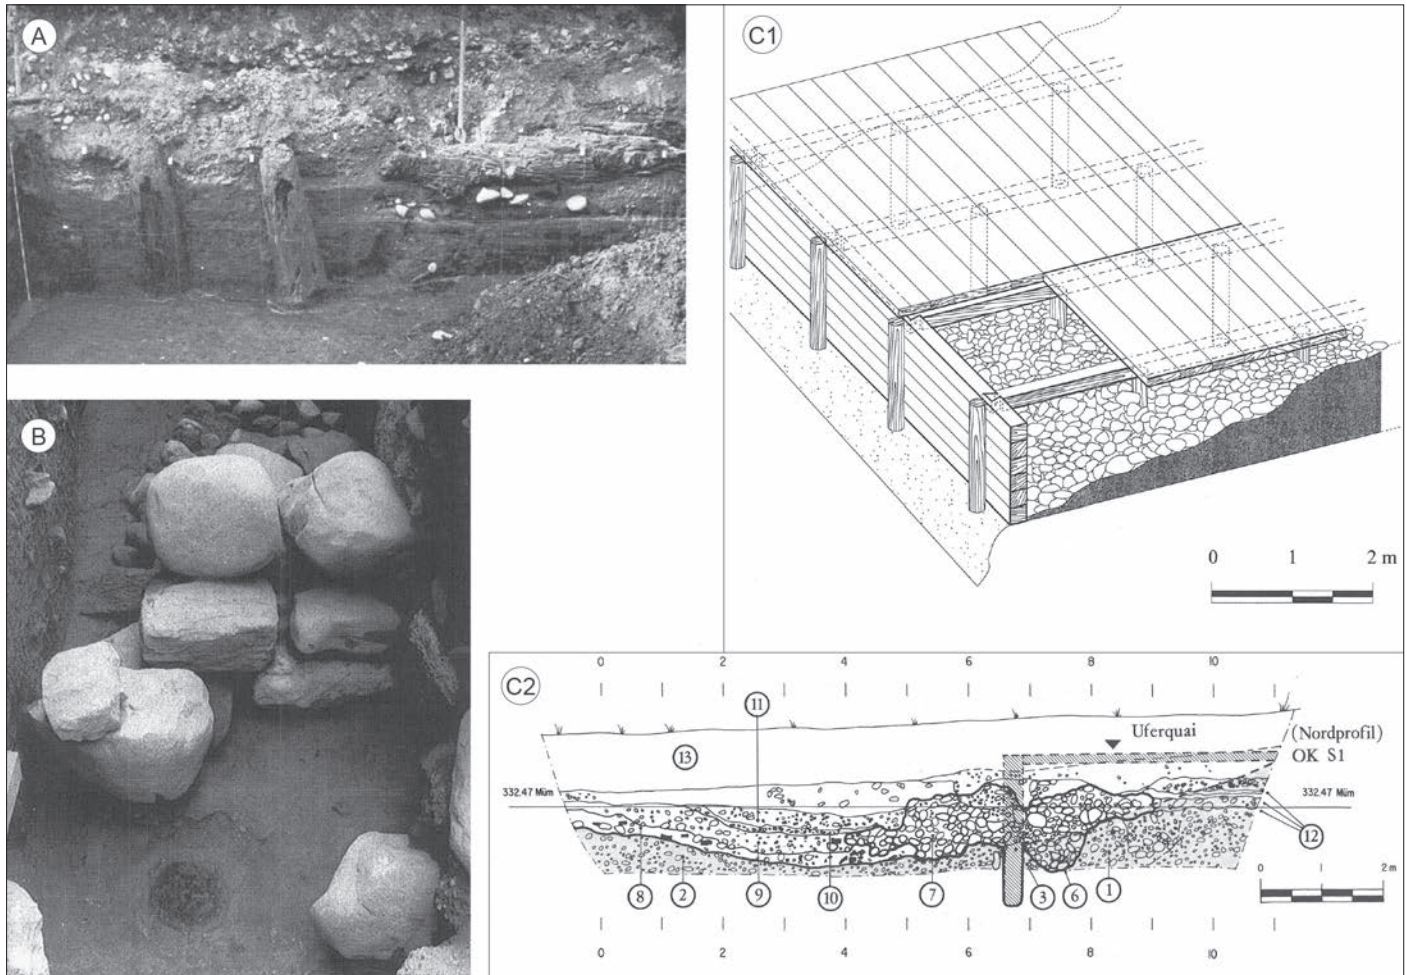 A
B
C1
0 1 2 m
C2
0 2 4 6 8 10
11
Uferquai
(Nordprofil)
OK S1
13
332.47 Müm
332.47 Müm
12
8 2 9 10 7 3 6 1
0 1 2 m
0 2 4 6 8 10